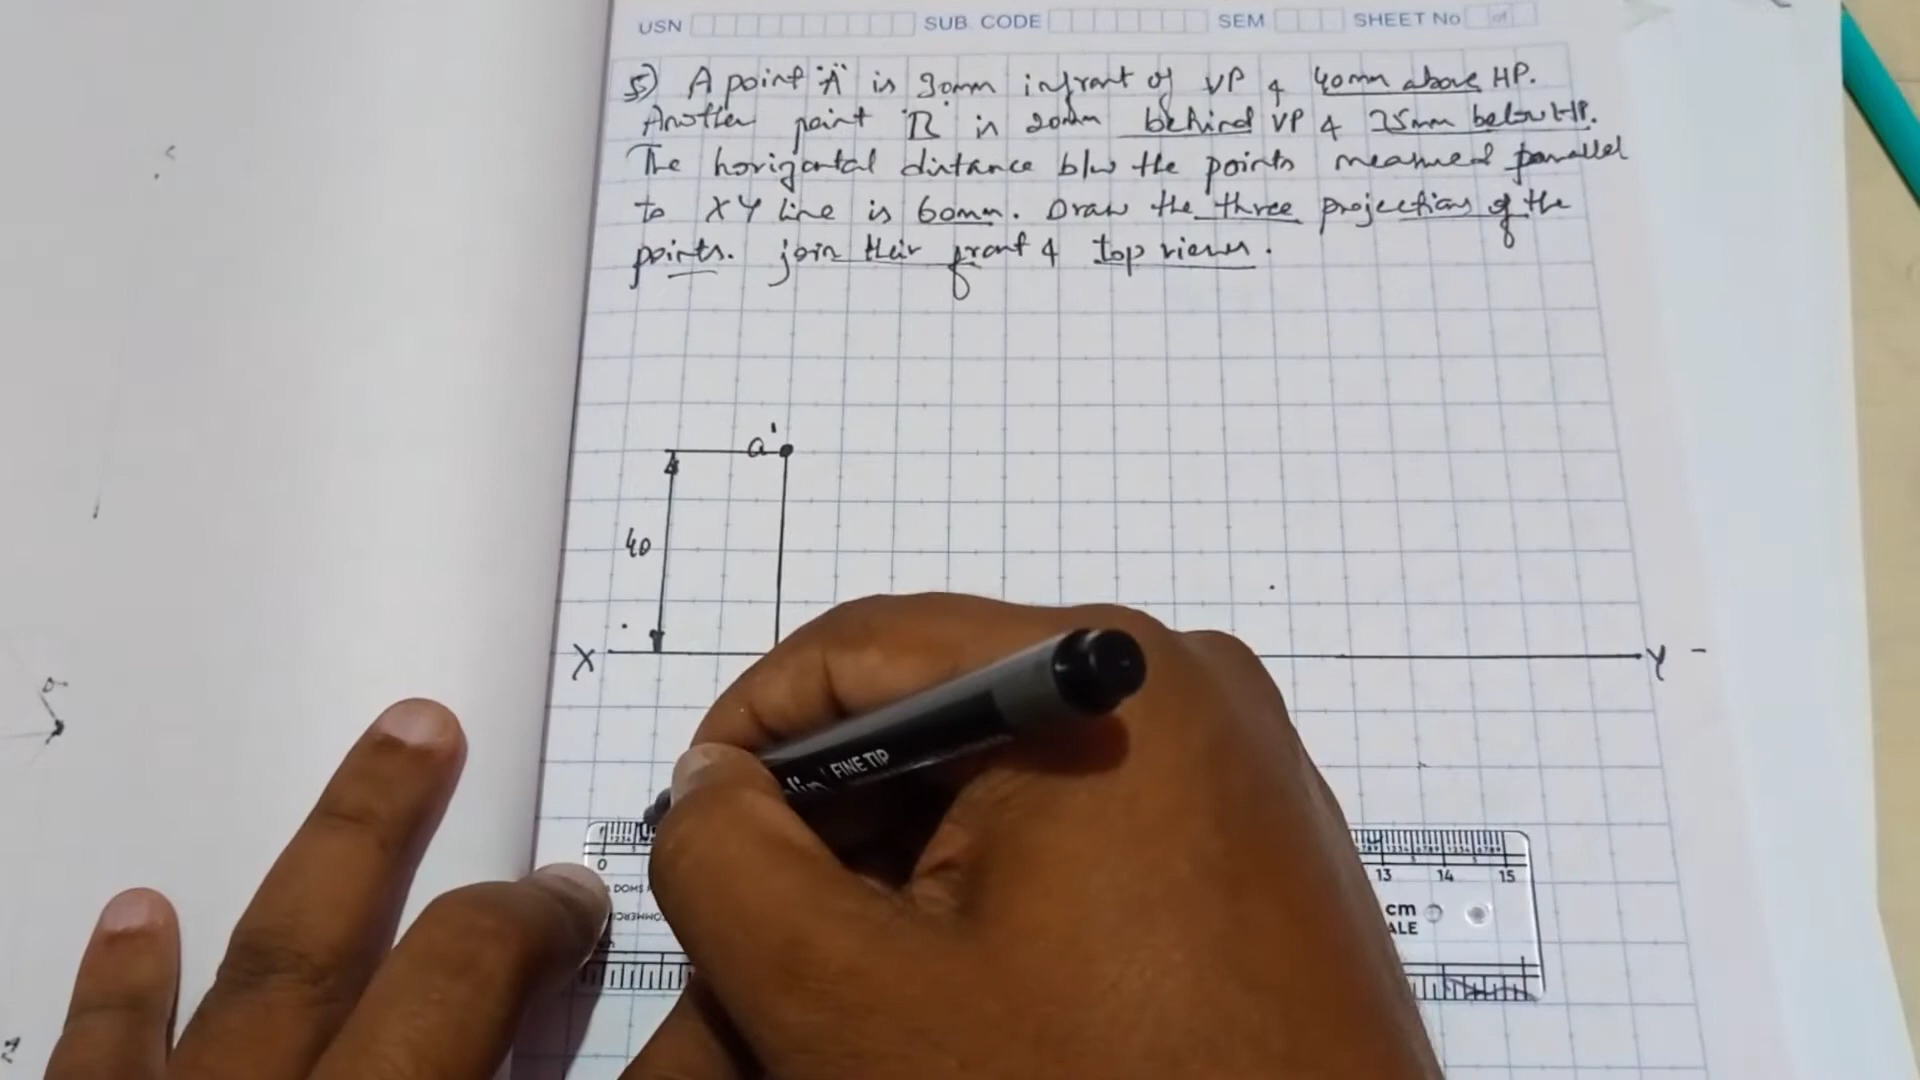 USN SUB. CODE SEM SHEET No of
5) A point "A" is 30mm infront of VP & 40mm above HP.
Another point "B" is 20mm behind VP & 25mm below HP.
The horizontal distance b/w the points measured parallel
to XY line is 60mm. Draw the three projections of the
points. join their front & top views.
a'
40
X Y
FINE TIP
0 13 14 15
DOMS
cm